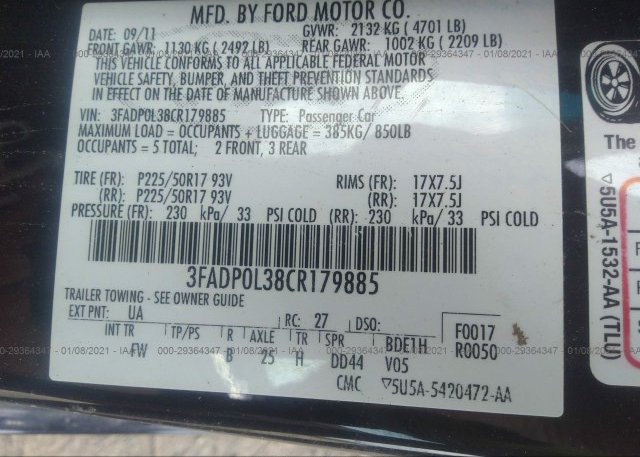 MFD. BY FORD MOTOR CO.
DATE: 09/11 GVWR: 2132 KG ( 4701 LB)
FRONT GAWR: 1130 KG ( 2492 LB) REAR GAWR: 1002 KG ( 2209 LB)
THIS VEHICLE CONFORMS TO ALL APPLICABLE FEDERAL MOTOR
VEHICLE SAFETY, BUMPER, AND THEFT PREVENTION STANDARDS
IN EFFECT ON THE DATE OF MANUFACTURE SHOWN ABOVE.
VIN: 3FADP0L38CR179885 TYPE: Passenger Car
MAXIMUM LOAD = OCCUPANTS + LUGGAGE = 385KG/ 850LB
OCCUPANTS = 5 TOTAL; 2 FRONT, 3 REAR
TIRE (FR): P225/50R17 93V RIMS (FR): 17X7.5J
(RR): P225/50R17 93V (RR): 17X7.5J
PRESSURE (FR): 230 kPa/ 33 PSI COLD (RR): 230 kPa/ 33 PSI COLD
3FADP0L38CR179885
TRAILER TOWING - SEE OWNER GUIDE
EXT PNT: UA RC: 27 DSO: F0017
INT TR TP/PS R AXLE TR SPR BDE1H R0050
FW 23 H DD44 V05
CMC ▽5U5A-5420472-AA
The
▽5U5A-1532-AA (TLU)
000-29364347 - 01/08/2021 - IAA